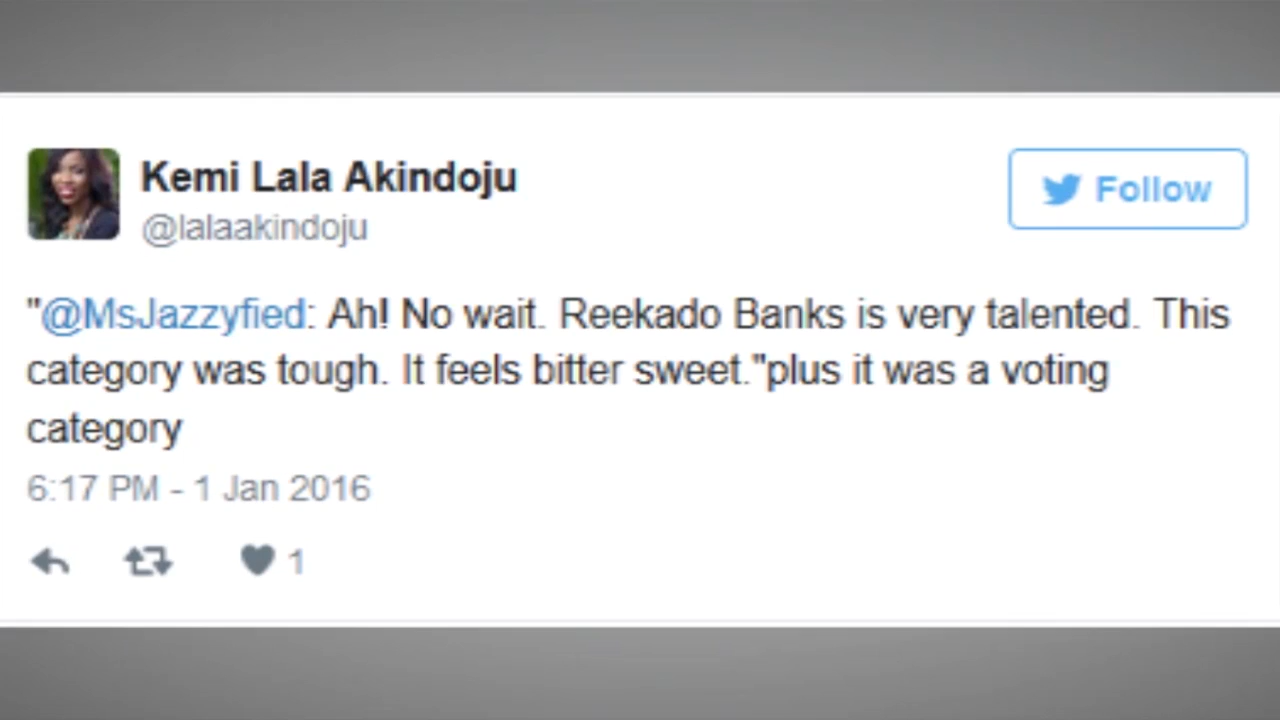 Kemi Lala Akindoju
@lalaakindoju
Follow
"@MsJazzyfied: Ah! No wait. Reekado Banks is very talented. This
category was tough. It feels bitter sweet."plus it was a voting
category
6:17 PM - 1 Jan 2016
1